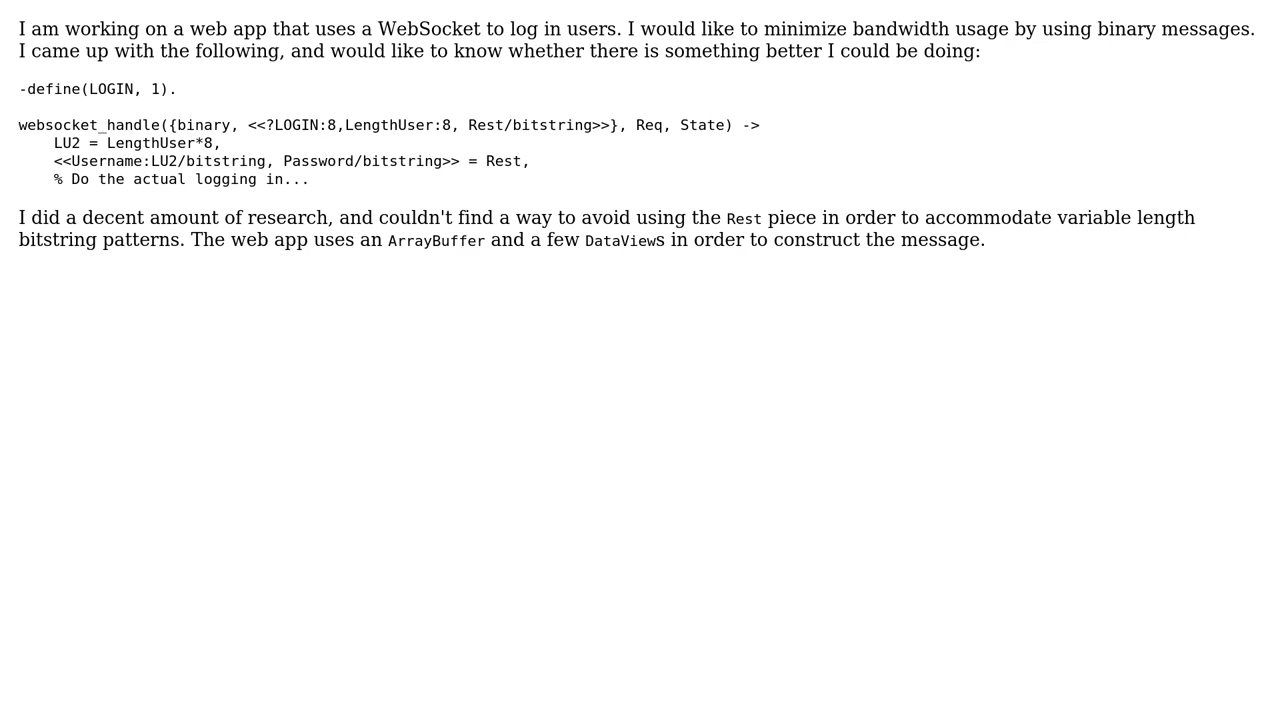 I am working on a web app that uses a WebSocket to log in users. I would like to minimize bandwidth usage by using binary messages.
I came up with the following, and would like to know whether there is something better I could be doing:
-define(LOGIN, 1).
websocket_handle({binary, <<?LOGIN:8,LengthUser:8, Rest/bitstring>>}, Req, State) ->
    LU2 = LengthUser*8,
    <<Username:LU2/bitstring, Password/bitstring>> = Rest,
    % Do the actual logging in...
I did a decent amount of research, and couldn't find a way to avoid using the Rest piece in order to accommodate variable length
bitstring patterns. The web app uses an ArrayBuffer and a few DataViews in order to construct the message.